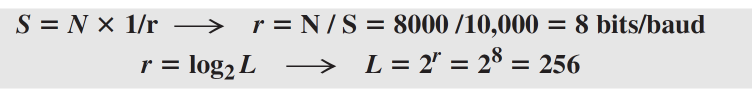 S = N × 1/r ⟶ r = N / S = 8000 /10,000 = 8 bits/baud
r = log₂ L ⟶ L = 2ʳ = 2⁸ = 256